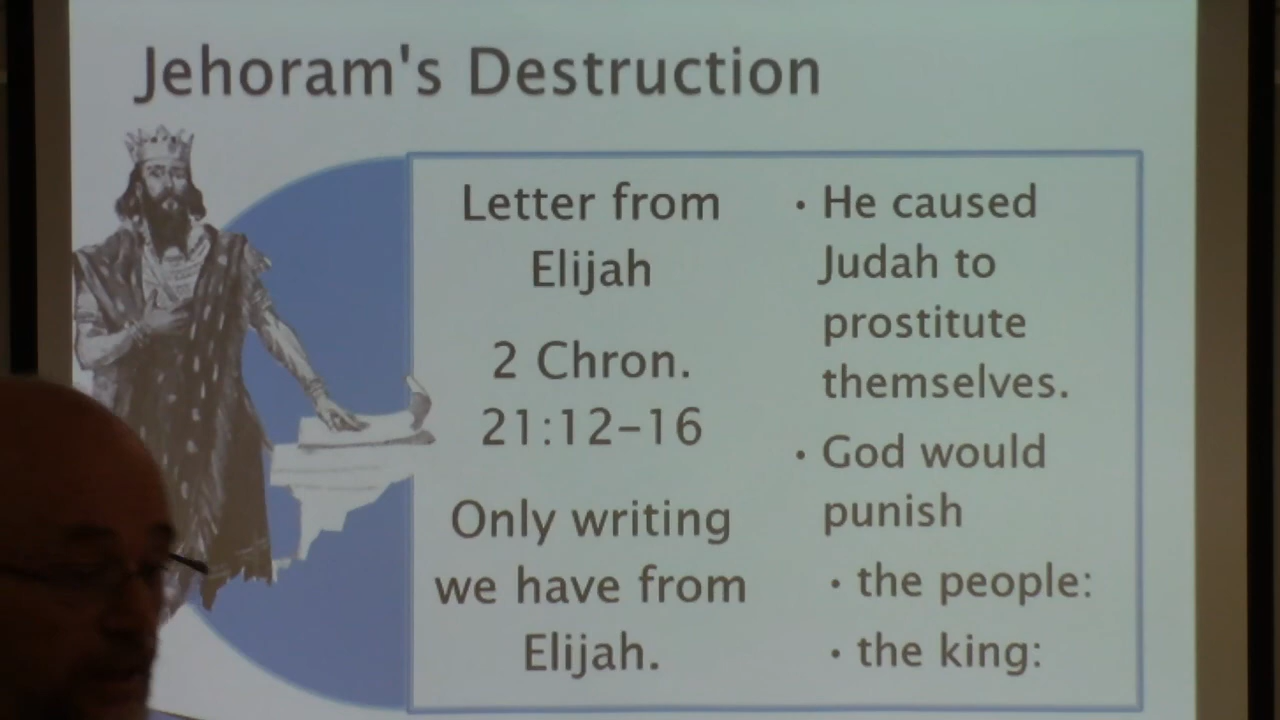 Jehoram's Destruction
Letter from
Elijah
2 Chron.
21:12–16
Only writing
we have from
Elijah.
• He caused
Judah to
prostitute
themselves.
• God would
punish
• the people:
• the king: